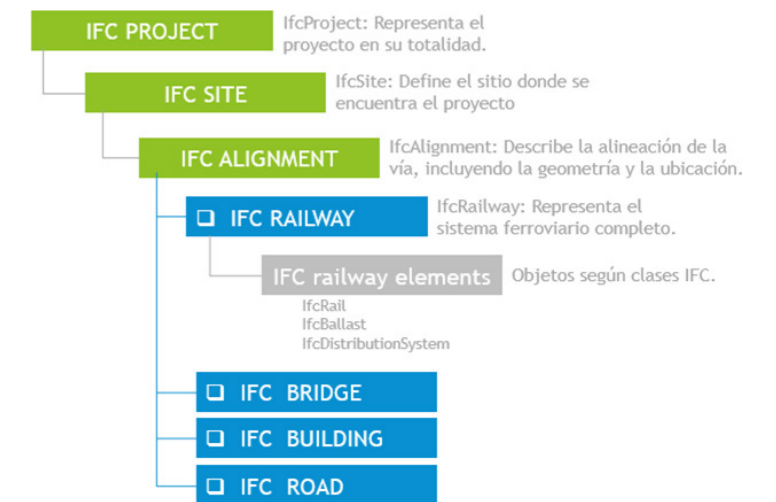 IFC PROJECT
IfcProject: Representa el
proyecto en su totalidad.
IFC SITE
IfcSite: Define el sitio donde se
encuentra el proyecto
IFC ALIGNMENT
IfcAlignment: Describe la alineación de la
vía, incluyendo la geometría y la ubicación.
IFC RAILWAY
IfcRailway: Representa el
sistema ferroviario completo.
IFC railway elements
Objetos según clases IFC.
IfcRail
IfcBallast
IfcDistributionSystem
IFC BRIDGE
IFC BUILDING
IFC ROAD